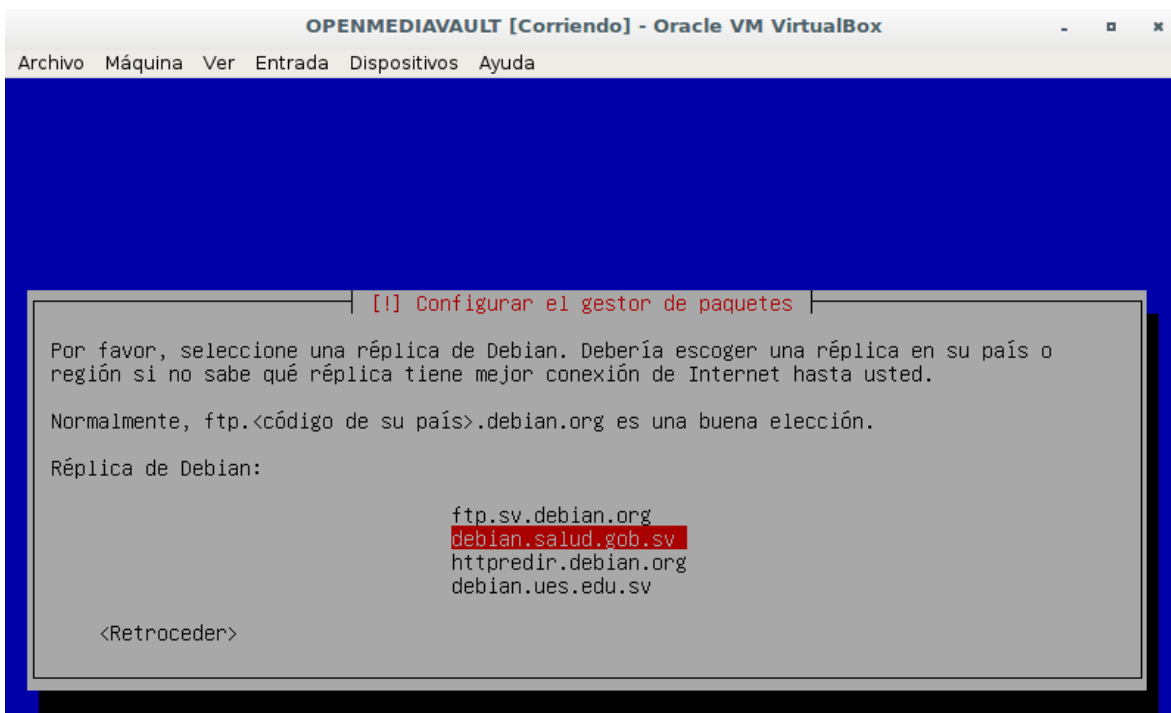 OPENMEDIAVAULT [Corriendo] - Oracle VM VirtualBox
Archivo Máquina Ver Entrada Dispositivos Ayuda
[!] Configurar el gestor de paquetes
Por favor, seleccione una réplica de Debian. Debería escoger una réplica en su país o
región si no sabe qué réplica tiene mejor conexión de Internet hasta usted.
Normalmente, ftp.<código de su país>.debian.org es una buena elección.
Réplica de Debian:
ftp.sv.debian.org
debian.salud.gob.sv
httpredir.debian.org
debian.ues.edu.sv
<Retroceder>